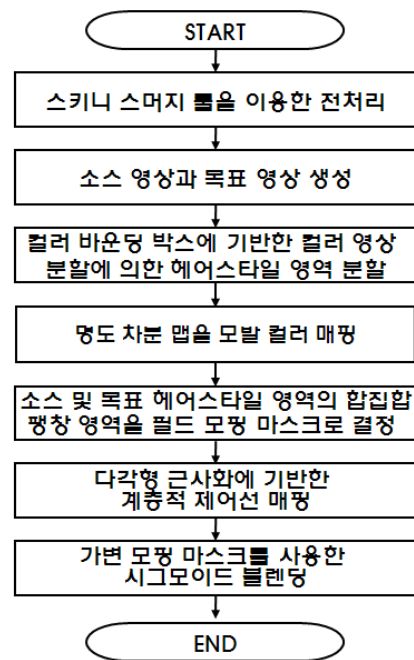 START
스키니 스머지 툴을 이용한 전처리
소스 영상과 목표 영상 생성
컬러 바운딩 박스에 기반한 컬러 영상
분할에 의한 헤어스타일 영역 분할
명도 차분 맵을 모발 컬러 매핑
소스 및 목표 헤어스타일 영역의 합집합
팽창 영역을 필드 모핑 마스크로 결정
다각형 근사화에 기반한
계층적 제어선 매핑
가변 모핑 마스크를 사용한
시그모이드 블렌딩
END